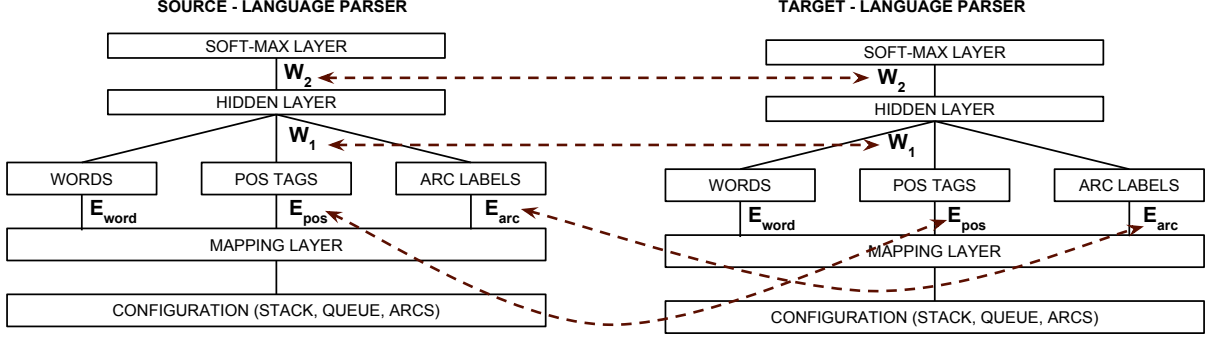 SOURCE - LANGUAGE PARSER
SOFT-MAX LAYER
W2
HIDDEN LAYER
W1
WORDS POS TAGS ARC LABELS
Eword Epos Earc
MAPPING LAYER
CONFIGURATION (STACK, QUEUE, ARCS)
TARGET - LANGUAGE PARSER
SOFT-MAX LAYER
W2
HIDDEN LAYER
W1
WORDS POS TAGS ARC LABELS
Eword Epos Earc
MAPPING LAYER
CONFIGURATION (STACK, QUEUE, ARCS)